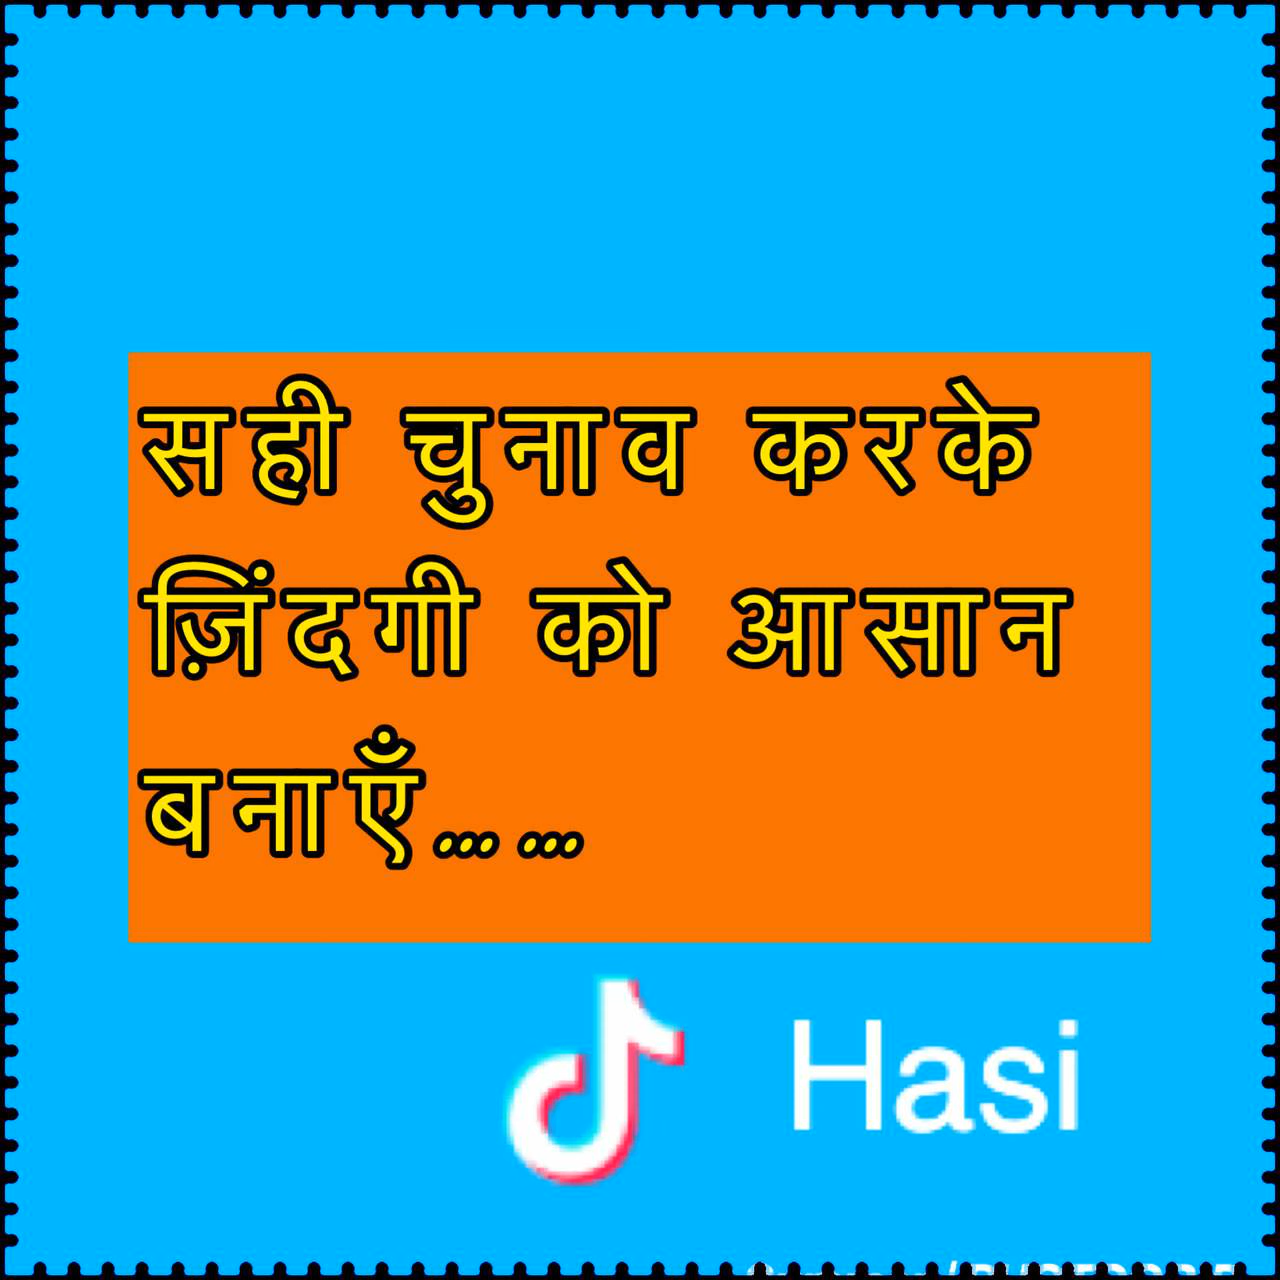 सही चुनाव करके
ज़िंदगी को आसान
बनाएँ……
Hasi